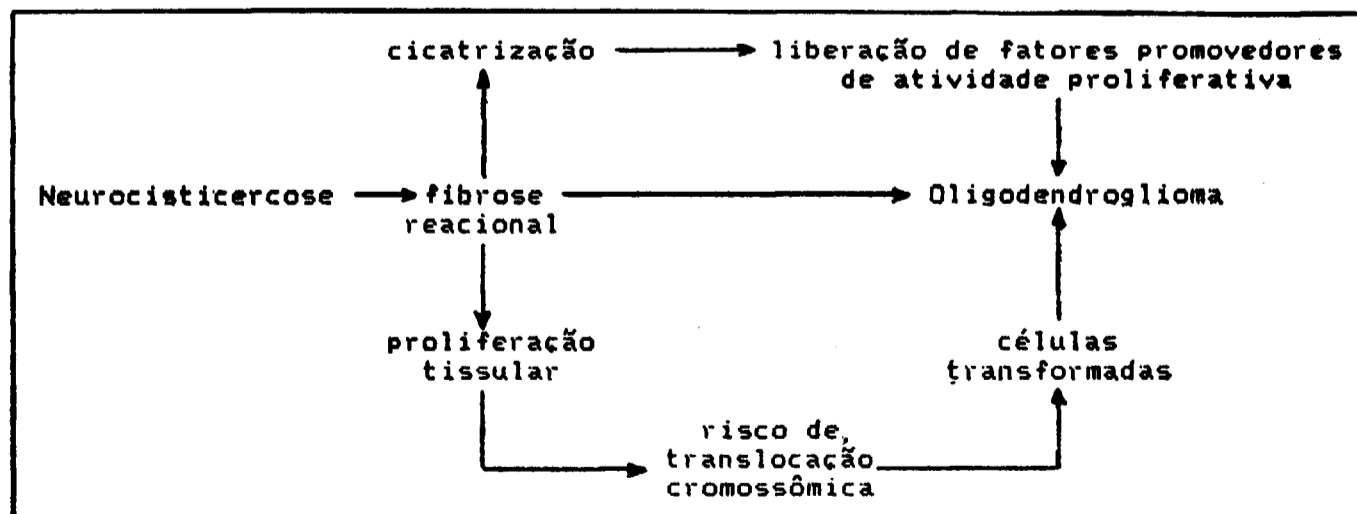 cicatrização
liberação de fatores promovedores
de atividade proliferativa
Neurocisticercose
fibrose
reacional
Oligodendroglioma
proliferação
tissular
células
transformadas
risco de
translocação
cromossômica